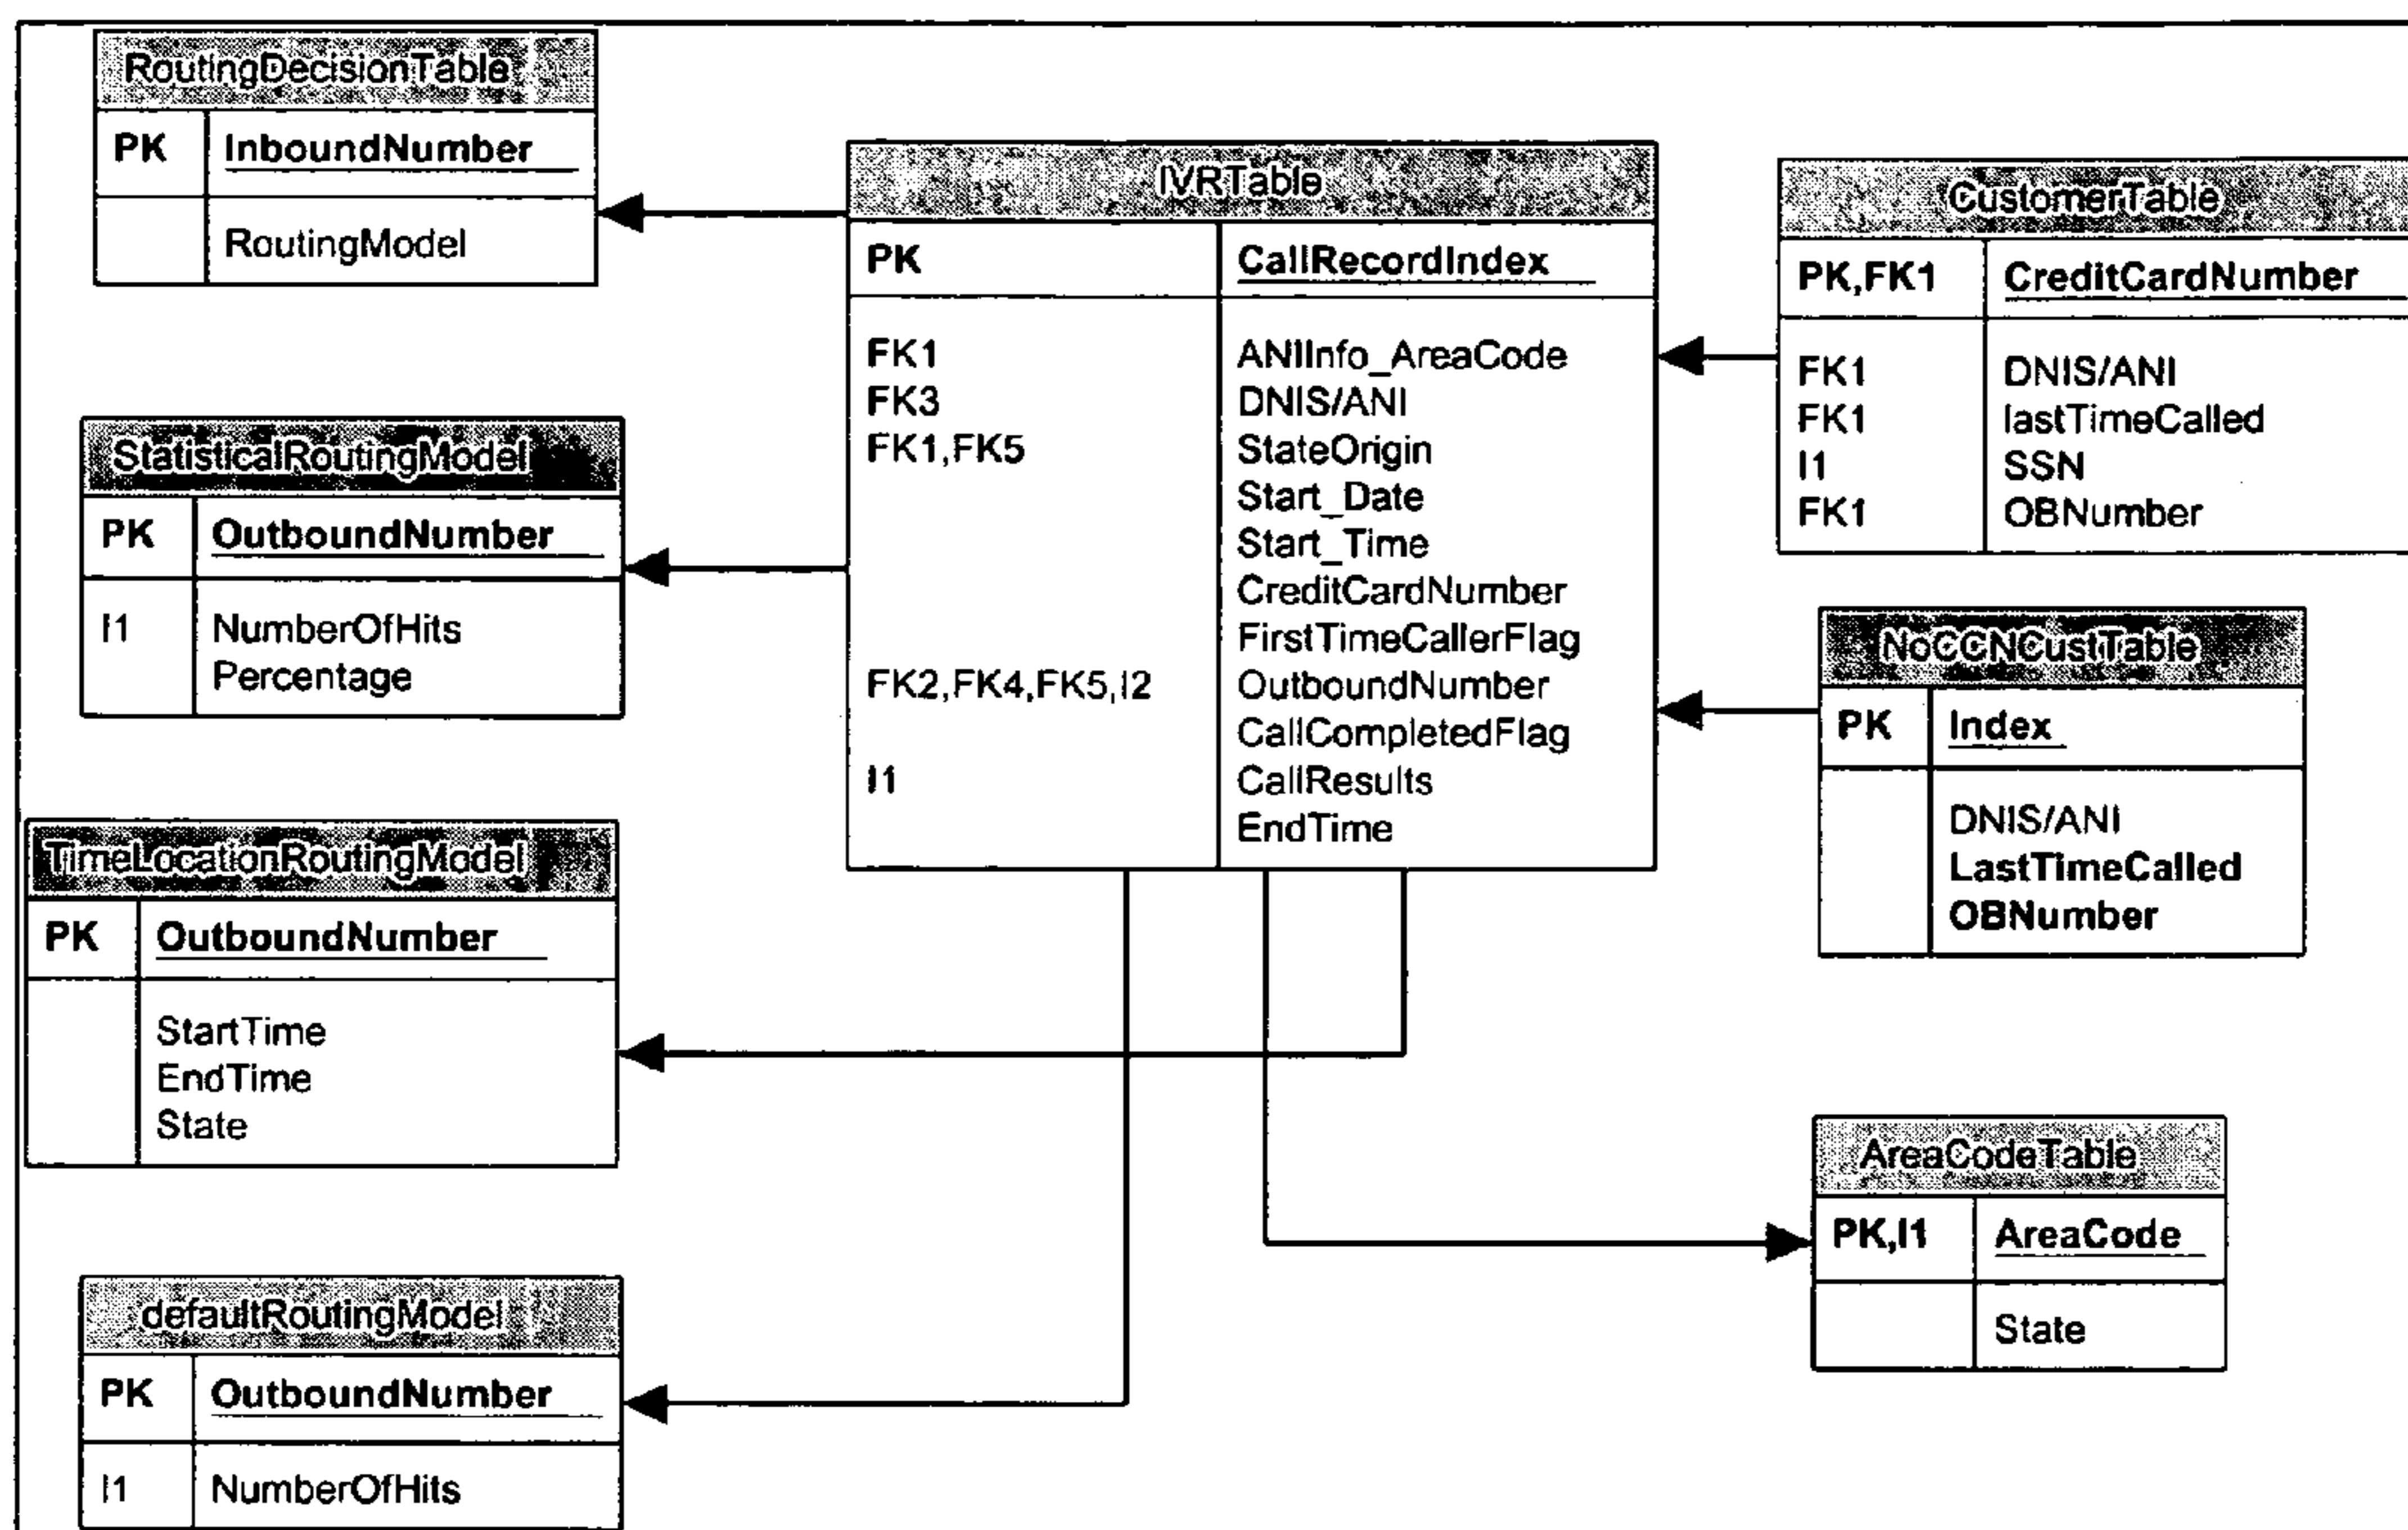 RoutingDecisionTable
PK InboundNumber
RoutingModel
StatisticalRoutingModel
PK OutboundNumber
I1 NumberOfHits
Percentage
TimeLocationRoutingModel
PK OutboundNumber
StartTime
EndTime
State
defaultRoutingModel
PK OutboundNumber
I1 NumberOfHits
IVRTable
PK CallRecordIndex
FK1 ANIInfo_AreaCode
FK3 DNIS/ANI
FK1,FK5 StateOrigin
Start_Date
Start_Time
CreditCardNumber
FirstTimeCallerFlag
FK2,FK4,FK5,I2 OutboundNumber
CallCompletedFlag
I1 CallResults
EndTime
CustomerTable
PK,FK1 CreditCardNumber
FK1 DNIS/ANI
FK1 lastTimeCalled
I1 SSN
FK1 OBNumber
NoCCNCustTable
PK Index
DNIS/ANI
LastTimeCalled
OBNumber
AreaCodeTable
PK,I1 AreaCode
State